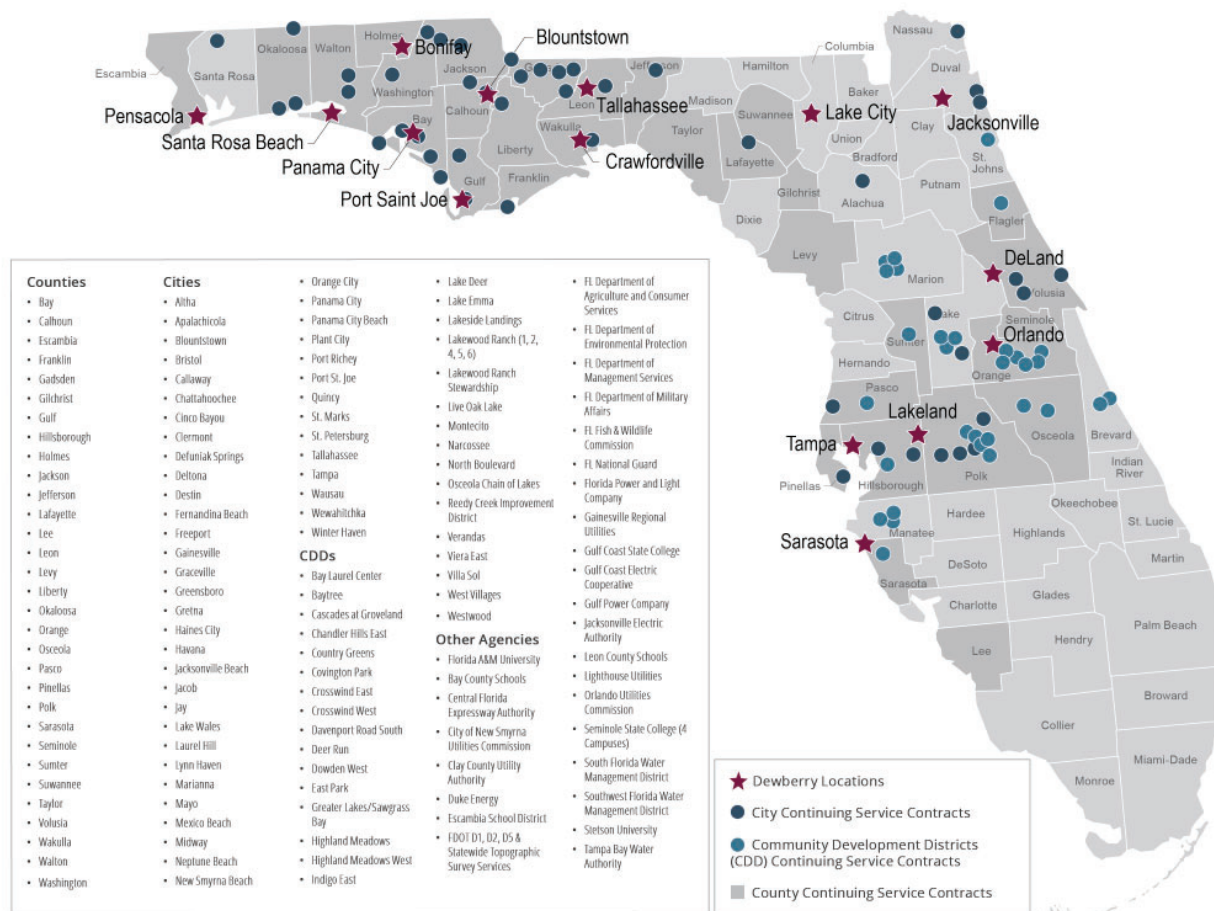 Nassau
Holmes
Blountstown
Columbia
Okaloosa
Walton
Bonifay
Escambia
Santa Rosa
Jackson
Jefferson
Hamilton
Duval
Baker
Madison
Washington
Calhoun
Leon
Tallahassee
Suwannee
Lake City
Pensacola
Santa Rosa Beach
Bay
Taylor
Clay
Jacksonville
Wakulla
Union
Liberty
Bradford
Panama City
Crawfordville
Lafayette
St. Johns
Gulf
Franklin
Putnam
Port Saint Joe
Gilchrist
Alachua
Dixie
Flagler
Levy
Marion
DeLand
Volusia
Citrus
Lake
Seminole
Sumter
Orlando
Hernando
Orange
Pasco
Lakeland
Osceola
Brevard
Tampa
Indian River
Pinellas
Hillsborough
Polk
Okeechobee
Hardee
St. Lucie
Manatee
Highlands
Sarasota
Martin
DeSoto
Sarasota
Glades
Charlotte
Palm Beach
Hendry
Lee
Broward
Collier
Miami-Dade
Monroe
Counties
• Bay
• Calhoun
• Escambia
• Franklin
• Gadsden
• Gilchrist
• Gulf
• Hillsborough
• Holmes
• Jackson
• Jefferson
• Lafayette
• Lee
• Leon
• Levy
• Liberty
• Okaloosa
• Orange
• Osceola
• Pasco
• Pinellas
• Polk
• Sarasota
• Seminole
• Sumter
• Suwannee
• Taylor
• Volusia
• Wakulla
• Walton
• Washington
Cities
• Altha
• Apalachicola
• Blountstown
• Bristol
• Callaway
• Chattahoochee
• Cinco Bayou
• Clermont
• Defuniak Springs
• Deltona
• Destin
• Fernandina Beach
• Freeport
• Gainesville
• Graceville
• Greensboro
• Gretna
• Haines City
• Havana
• Jacksonville Beach
• Jacob
• Jay
• Lake Wales
• Laurel Hill
• Lynn Haven
• Marianna
• Mayo
• Mexico Beach
• Midway
• Neptune Beach
• New Smyrna Beach
• Orange City
• Panama City
• Panama City Beach
• Plant City
• Port Richey
• Port St. Joe
• Quincy
• St. Marks
• St. Petersburg
• Tallahassee
• Tampa
• Wausau
• Wewahitchka
• Winter Haven
CDDs
• Bay Laurel Center
• Baytree
• Cascades at Groveland
• Chandler Hills East
• Country Greens
• Covington Park
• Crosswind East
• Crosswind West
• Davenport Road South
• Deer Run
• Dowden West
• East Park
• Greater Lakes/Sawgrass
Bay
• Highland Meadows
• Highland Meadows West
• Indigo East
• Lake Deer
• Lake Emma
• Lakeside Landings
• Lakewood Ranch (1, 2,
4, 5, 6)
• Lakewood Ranch
Stewardship
• Live Oak Lake
• Montecito
• Narcossee
• North Boulevard
• Osceola Chain of Lakes
• Reedy Creek Improvement
District
• Verandas
• Viera East
• Villa Sol
• West Villages
• Westwood
Other Agencies
• Florida A&M University
• Bay County Schools
• Central Florida
Expressway Authority
• City of New Smyrna
Utilities Commission
• Clay County Utility
Authority
• Duke Energy
• Escambia School District
• FDOT D1, D2, D5 &
Statewide Topographic
Survey Services
• FL Department of
Agriculture and Consumer
Services
• FL Department of
Environmental Protection
• FL Department of
Management Services
• FL Department of Military
Affairs
• FL Fish & Wildlife
Commission
• FL National Guard
• Florida Power and Light
Company
• Gainesville Regional
Utilities
• Gulf Coast State College
• Gulf Coast Electric
Cooperative
• Gulf Power Company
• Jacksonville Electric
Authority
• Leon County Schools
• Lighthouse Utilities
• Orlando Utilities
Commission
• Seminole State College (4
Campuses)
• South Florida Water
Management District
• Southwest Florida Water
Management District
• Stetson University
• Tampa Bay Water
Authority
Dewberry Locations
City Continuing Service Contracts
Community Development Districts
(CDD) Continuing Service Contracts
County Continuing Service Contracts